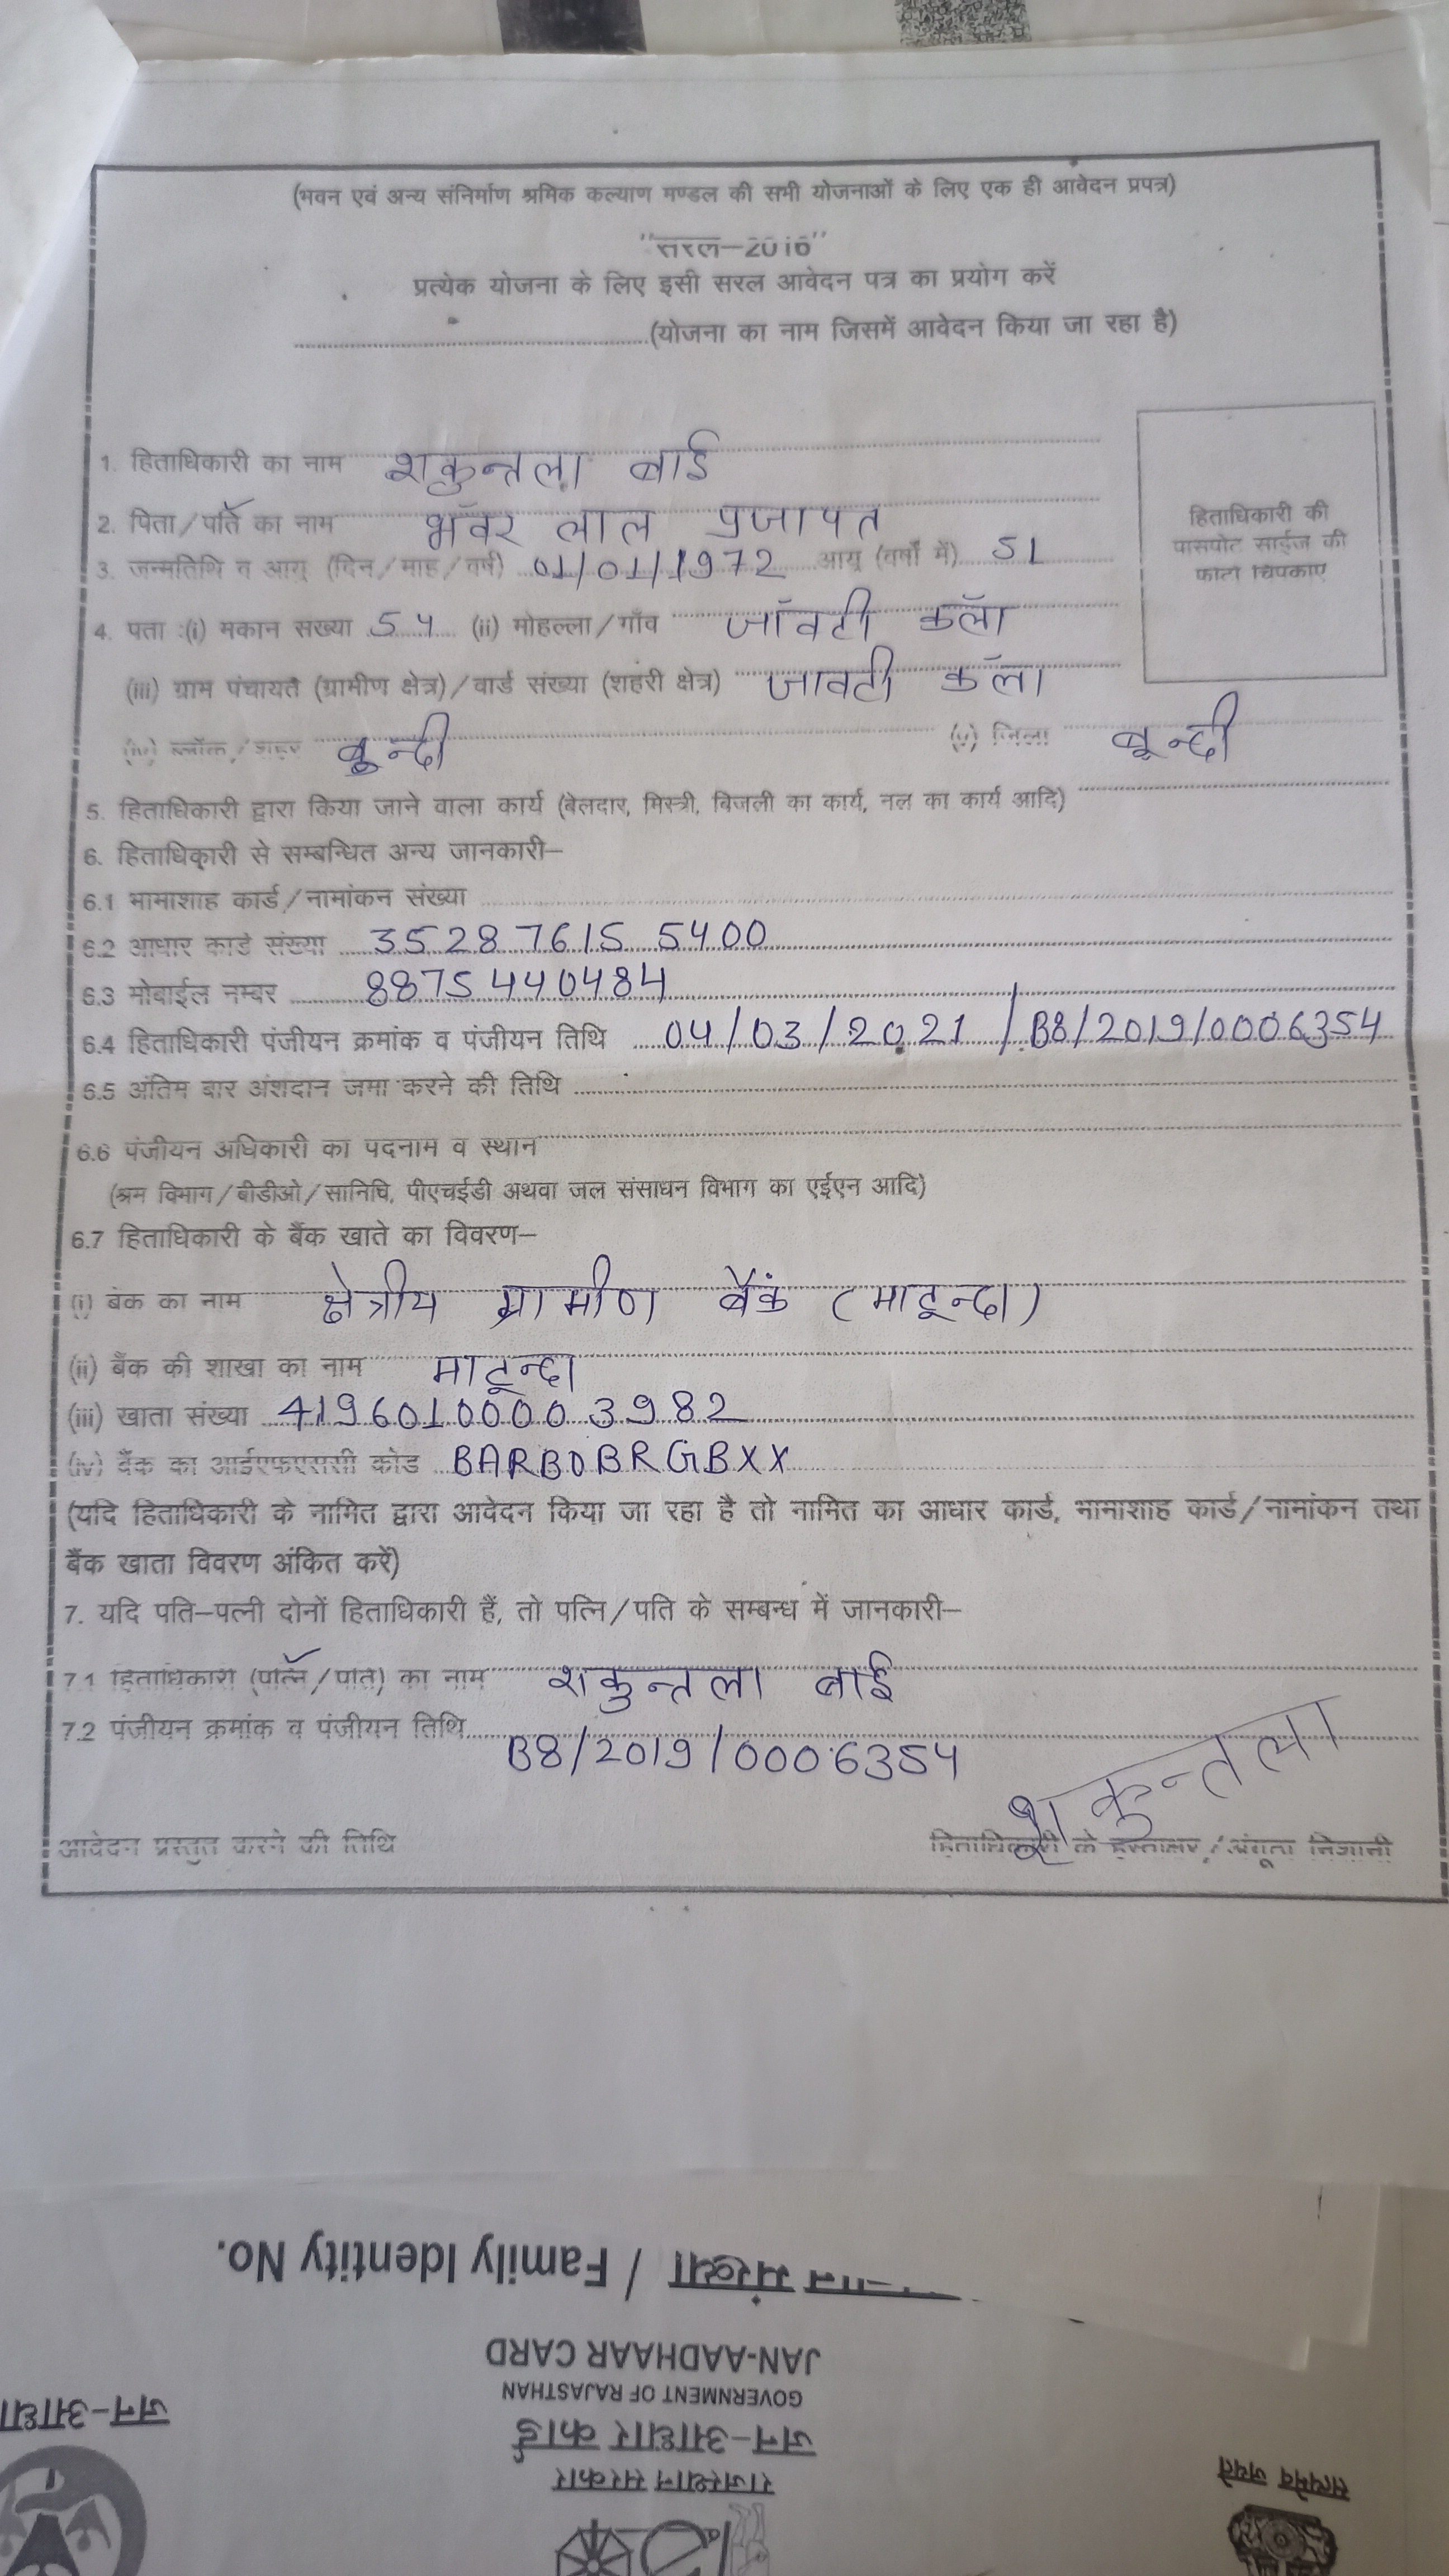 (भवन एवं अन्य संनिर्माण श्रमिक कल्याण मण्डल की सभी योजनाओं के लिए एक ही आवेदन प्रपत्र)
"सरल–2016"
प्रत्येक योजना के लिए इसी सरल आवेदन पत्र का प्रयोग करें
(योजना का नाम जिसमें आवेदन किया जा रहा है)
1. हिताधिकारी का नाम शकुन्तला बाई
2. पिता/पति का नाम भॅवर लाल प्रजापत
हिताधिकारी की
पासपोर्ट साईज की
फोटो चिपकाए
3. जन्मतिथि व आयु (दिन/माह/वर्ष) 01/01/1972 आयु (वर्षों में) 51
4. पता :(i) मकान संख्या 54 (ii) मोहल्ला/गाँव जॉवटी कॅला
(iii) ग्राम पंचायत (ग्रामीण क्षेत्र)/वार्ड संख्या (शहरी क्षेत्र) जावटी कॅला
(iv) ब्लॉक/शहर बून्दी (v) जिला बून्दी
5. हिताधिकारी द्वारा किया जाने वाला कार्य (बेलदार, मिस्त्री, बिजली का कार्य, नल का कार्य आदि)
6. हिताधिकारी से सम्बन्धित अन्य जानकारी–
6.1 भामाशाह कार्ड/नामांकन संख्या
6.2 आधार कार्ड संख्या 3528 7615 5400
6.3 मोबाईल नम्बर 8875440484
6.4 हिताधिकारी पंजीयन क्रमांक व पंजीयन तिथि 04/03/2021 / B8/2019/0006354
6.5 अंतिम बार अंशदान जमा करने की तिथि
6.6 पंजीयन अधिकारी का पदनाम व स्थान
(श्रम विभाग/बीडीओ/सानिधि, पीएचईडी अथवा जल संसाधन विभाग का एईएन आदि)
6.7 हिताधिकारी के बैंक खाते का विवरण–
(i) बैंक का नाम क्षेत्रीय ग्रामीण बैंक (माटून्दा)
(ii) बैंक की शाखा का नाम माटून्दा
(iii) खाता संख्या 41960100003982
(iv) बैंक का आईएफएससी कोड BARB0BRGBXX
(यदि हिताधिकारी के नामित द्वारा आवेदन किया जा रहा है तो नामित का आधार कार्ड, भामाशाह कार्ड/नामांकन तथा
बैंक खाता विवरण अंकित करें)
7. यदि पति–पत्नी दोनों हिताधिकारी हैं, तो पत्नि/पति के सम्बन्ध में जानकारी–
7.1 हिताधिकारी (पत्नि/पति) का नाम शकुन्तला बाई
7.2 पंजीयन क्रमांक व पंजीयन तिथि B8/2019/0006354
शकुन्तला
आवेदन प्रस्तुत करने की तिथि हिताधिकारी के हस्ताक्षर/अंगूठा निशानी
संख्या / Family Identity No.
JAN-AADHAAR CARD
GOVERNMENT OF RAJASTHAN
जन-आधार कार्ड
राजस्थान सरकार
जन-आधा
सत्यमेव जयते